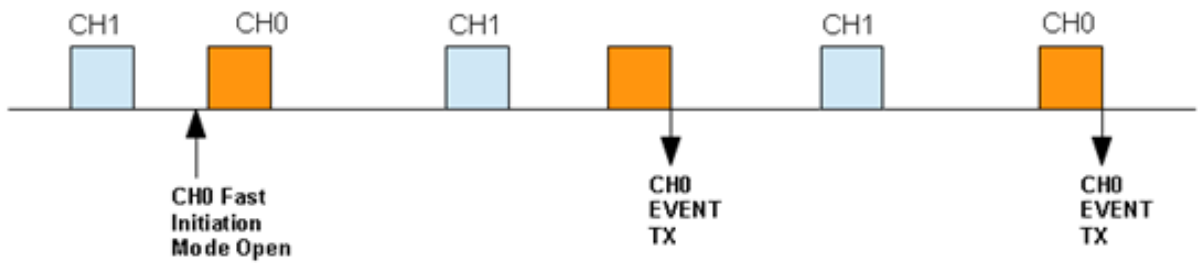 CH1
CH0
CH1
CH1
CH0
CH0 Fast
Initiation
Mode Open
CH0
EVENT
TX
CH0
EVENT
TX